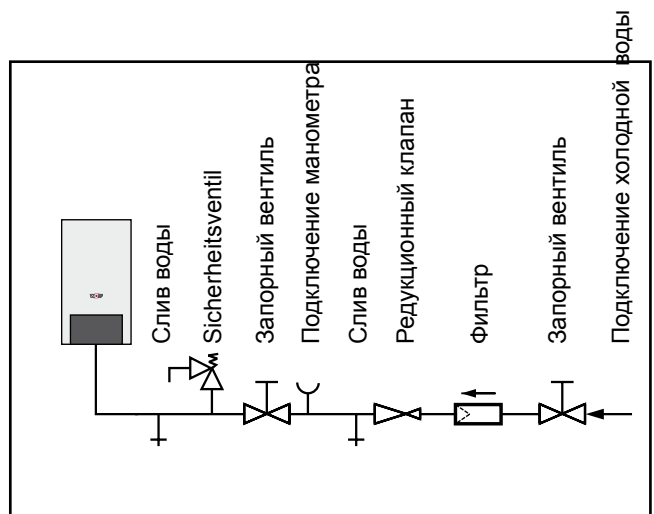 Слив воды
Sicherheitsventil
Запорный вентиль
Подключение манометра
Слив воды
Редукционный клапан
Фильтр
Запорный вентиль
Подключение холодной воды